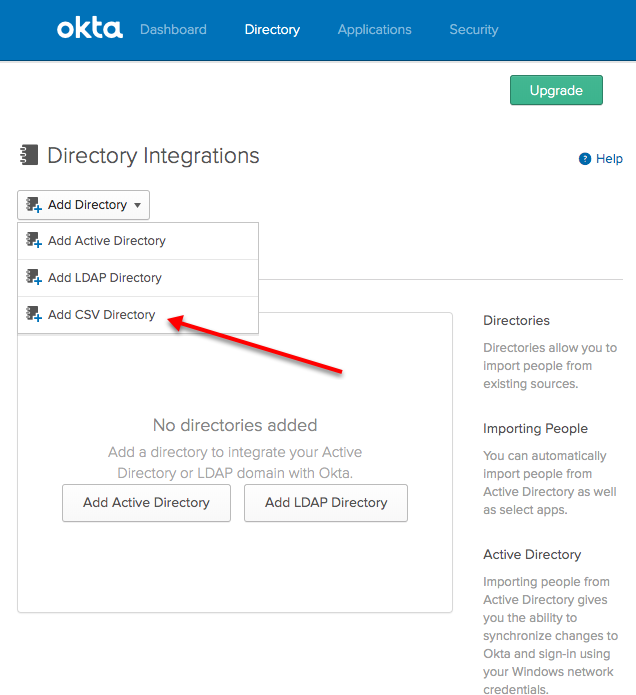 okta Dashboard Directory Applications Security
Upgrade
Directory Integrations
? Help
Add Directory
Add Active Directory
Add LDAP Directory
Add CSV Directory
No directories added
Add a directory to integrate your Active
Directory or LDAP domain with Okta.
Add Active Directory Add LDAP Directory
Directories
Directories allow you to
import people from
existing sources.
Importing People
You can automatically
import people from
Active Directory as well
as select apps.
Active Directory
Importing people from
Active Directory gives
you the ability to
synchronize changes to
Okta and sign-in using
your Windows network
credentials.